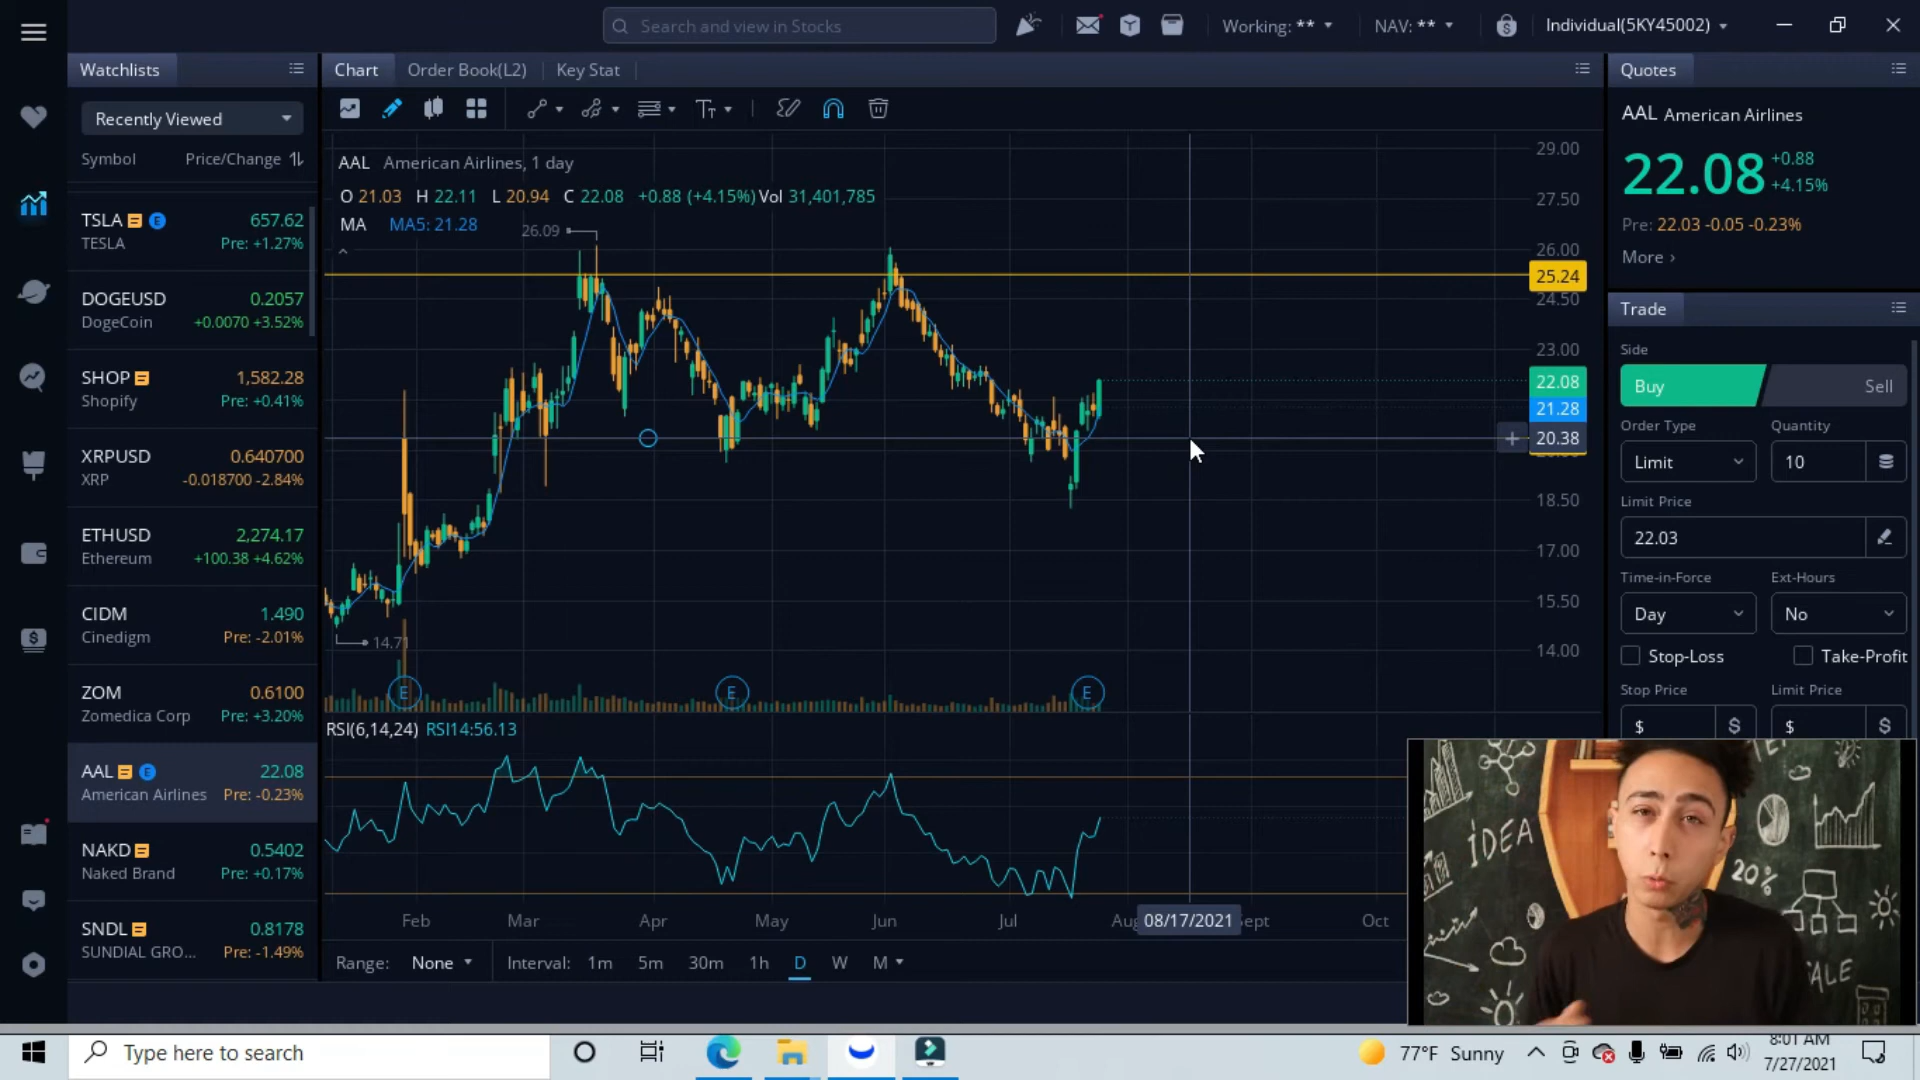 Search and view in Stocks
Working: **
NAV: **
Individual(5KY45002)
Watchlists
Recently Viewed
Symbol Price/Change
TSLA 657.62
TESLA Pre: +1.27%
DOGEUSD 0.2057
DogeCoin +0.0070 +3.52%
SHOP 1,582.28
Shopify Pre: +0.41%
XRPUSD 0.640700
XRP -0.018700 -2.84%
ETHUSD 2,274.17
Ethereum +100.38 +4.62%
CIDM 1.490
Cinedigm Pre: -2.01%
ZOM 0.6100
Zomedica Corp Pre: +3.20%
AAL E 22.08
American Airlines Pre: -0.23%
NAKD 0.5402
Naked Brand Pre: +0.17%
SNDL 0.8178
SUNDIAL GRO... Pre: -1.49%
Chart Order Book(L2) Key Stat
AAL American Airlines, 1 day
O 21.03 H 22.11 L 20.94 C 22.08 +0.88 (+4.15%) Vol 31,401,785
MA MA5: 21.28
26.09
14.71
29.00
27.50
26.00
25.24
24.50
23.00
22.08
21.28
20.38
18.50
17.00
15.50
14.00
E E E
RSI(6,14,24) RSI14:56.13
Feb Mar Apr May Jun Jul Aug 08/17/2021 Sept Oct
Range: None Interval: 1m 5m 30m 1h D W M
Quotes
AAL American Airlines
22.08 +0.88
+4.15%
Pre: 22.03 -0.05 -0.23%
More ›
Trade
Side
Buy Sell
Order Type Quantity
Limit 10
Limit Price
22.03
Time-in-Force Ext-Hours
Day No
Stop-Loss Take-Profit
Stop Price Limit Price
$ $ $ $
IDEA
20%
Type here to search
77°F Sunny
8:01 AM
7/27/2021